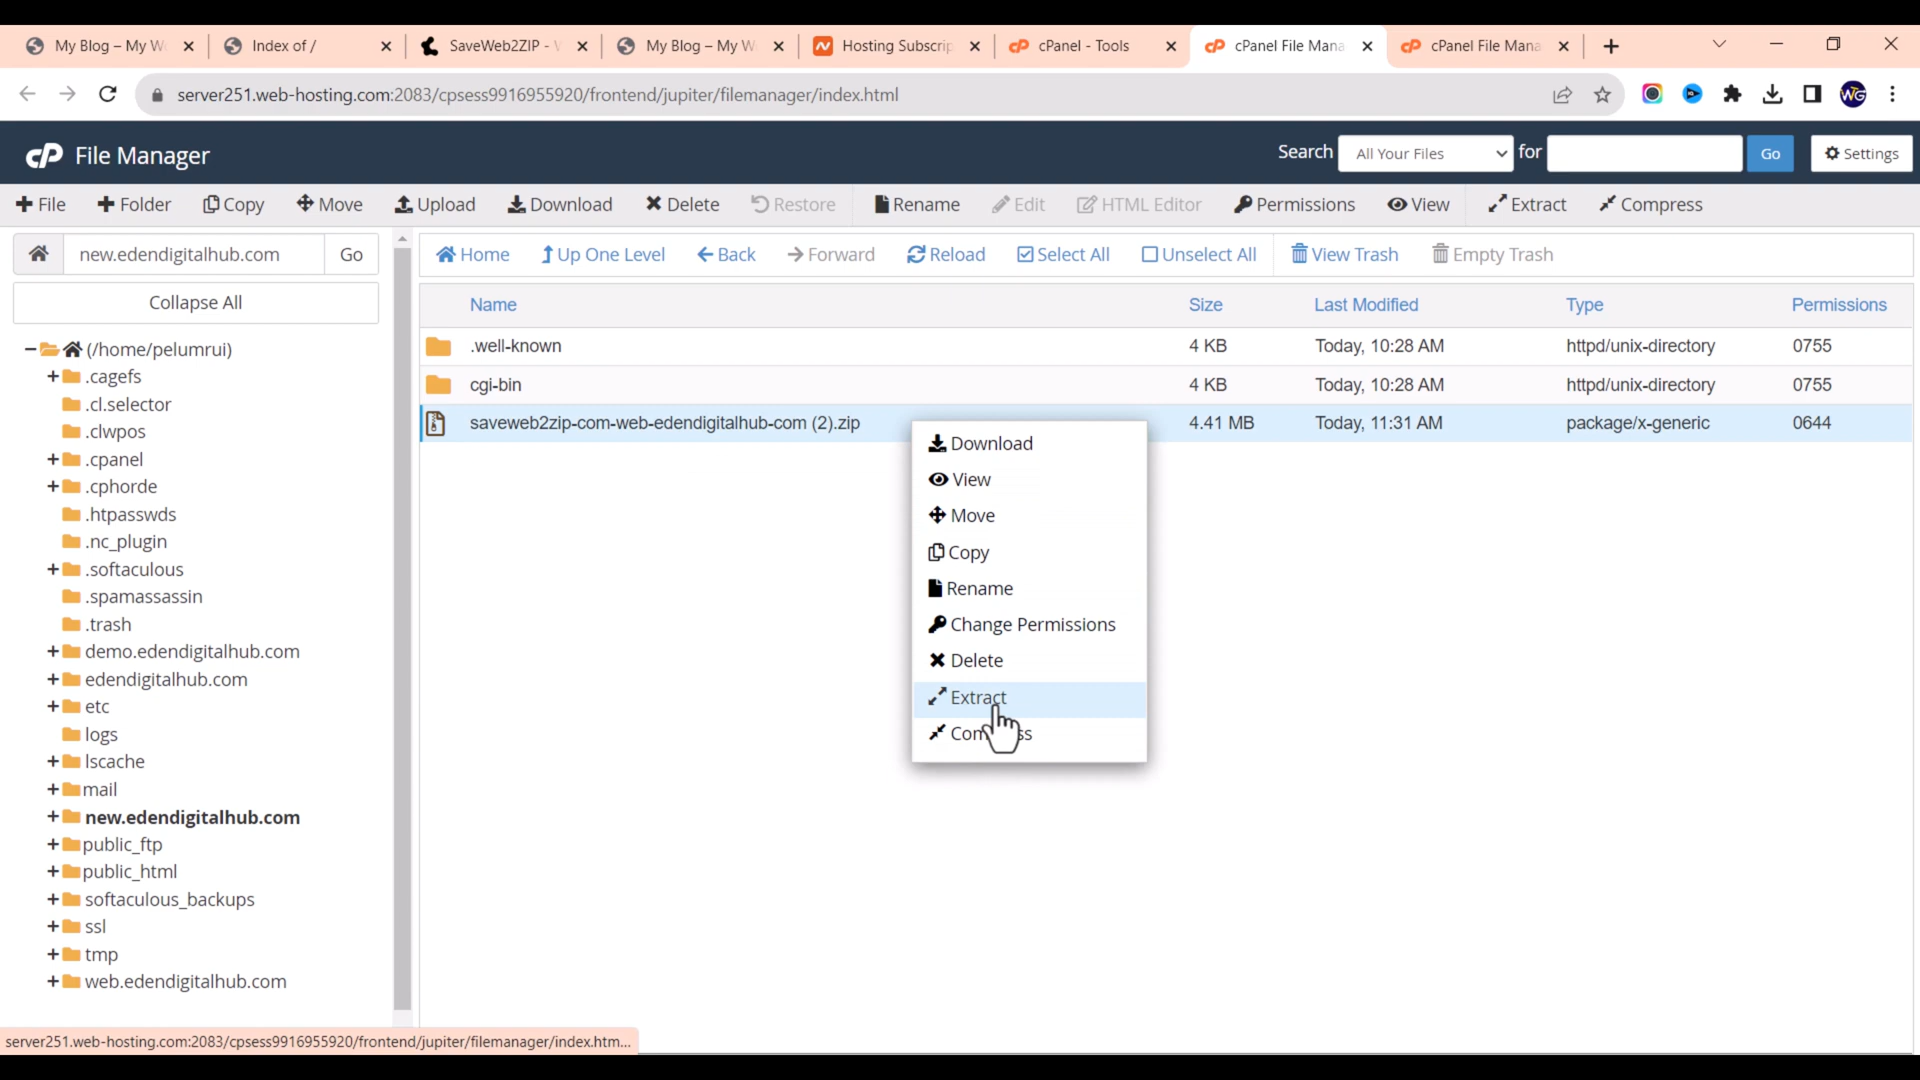 My Blog – My W
Index of /
SaveWeb2ZIP - W
My Blog – My W
Hosting Subscrip
cPanel - Tools
cPanel File Mana
cPanel File Mana
server251.web-hosting.com:2083/cpsess9916955920/frontend/jupiter/filemanager/index.html
WG
cP File Manager
Search All Your Files for Go Settings
File Folder Copy Move Upload Download Delete Restore Rename Edit HTML Editor Permissions View Extract Compress
new.edendigitalhub.com Go
Home Up One Level Back Forward Reload Select All Unselect All View Trash Empty Trash
Collapse All
Name Size Last Modified Type Permissions
.well-known 4 KB Today, 10:28 AM httpd/unix-directory 0755
cgi-bin 4 KB Today, 10:28 AM httpd/unix-directory 0755
saveweb2zip-com-web-edendigitalhub-com (2).zip 4.41 MB Today, 11:31 AM package/x-generic 0644
(/home/pelumrui)
.cagefs
.cl.selector
.clwpos
.cpanel
.cphorde
.htpasswds
.nc_plugin
.softaculous
.spamassassin
.trash
demo.edendigitalhub.com
edendigitalhub.com
etc
logs
lscache
mail
new.edendigitalhub.com
public_ftp
public_html
softaculous_backups
ssl
tmp
web.edendigitalhub.com
Download
View
Move
Copy
Rename
Change Permissions
Delete
Extract
server251.web-hosting.com:2083/cpsess9916955920/frontend/jupiter/filemanager/index.htm...